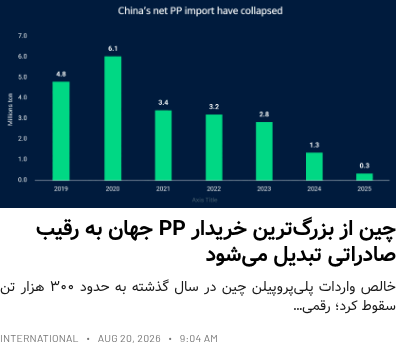 China's net PP import have collapsed
7.0
6.0
5.0
4.0
3.0
2.0
1.0
0.0
Millions ton
4.8
6.1
3.4
3.2
2.8
1.3
0.3
2019 2020 2021 2022 2023 2024 2025
Axis Title
چین از بزرگ‌ترین خریدار PP جهان به رقیب
صادراتی تبدیل می‌شود
خالص واردات پلی‌پروپیلن چین در سال گذشته به حدود ۳۰۰ هزار تن
سقوط کرد؛ رقمی...
INTERNATIONAL • AUG 20, 2026 • 9:04 AM